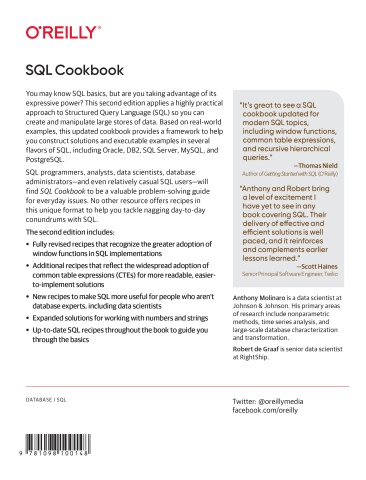 O'REILLY®
SQL Cookbook
You may know SQL basics, but are you taking advantage of its
expressive power? This second edition applies a highly practical
approach to Structured Query Language (SQL) so you can
create and manipulate large stores of data. Based on real-world
examples, this updated cookbook provides a framework to help
you construct solutions and executable examples in several
flavors of SQL, including Oracle, DB2, SQL Server, MySQL, and
PostgreSQL.
SQL programmers, analysts, data scientists, database
administrators—and even relatively casual SQL users—will
find SQL Cookbook to be a valuable problem-solving guide
for everyday issues. No other resource offers recipes in
this unique format to help you tackle nagging day-to-day
conundrums with SQL.
The second edition includes:
• Fully revised recipes that recognize the greater adoption of
window functions in SQL implementations
• Additional recipes that reflect the widespread adoption of
common table expressions (CTEs) for more readable, easier-
to-implement solutions
• New recipes to make SQL more useful for people who aren't
database experts, including data scientists
• Expanded solutions for working with numbers and strings
• Up-to-date SQL recipes throughout the book to guide you
through the basics
"It's great to see a SQL
cookbook updated for
modern SQL topics,
including window functions,
common table expressions,
and recursive hierarchical
queries."
—Thomas Nield
Author of Getting Started with SQL (O'Reilly)
"Anthony and Robert bring
a level of excitement I
have yet to see in any
book covering SQL. Their
delivery of effective and
efficient solutions is well
paced, and it reinforces
and complements earlier
lessons learned."
—Scott Haines
Senior Principal Software Engineer, Twilio
Anthony Molinaro is a data scientist at
Johnson & Johnson. His primary areas
of research include nonparametric
methods, time series analysis, and
large-scale database characterization
and transformation.
Robert de Graaf is senior data scientist
at RightShip.
DATABASE / SQL
Twitter: @oreillymedia
facebook.com/oreilly
9 781098 100148